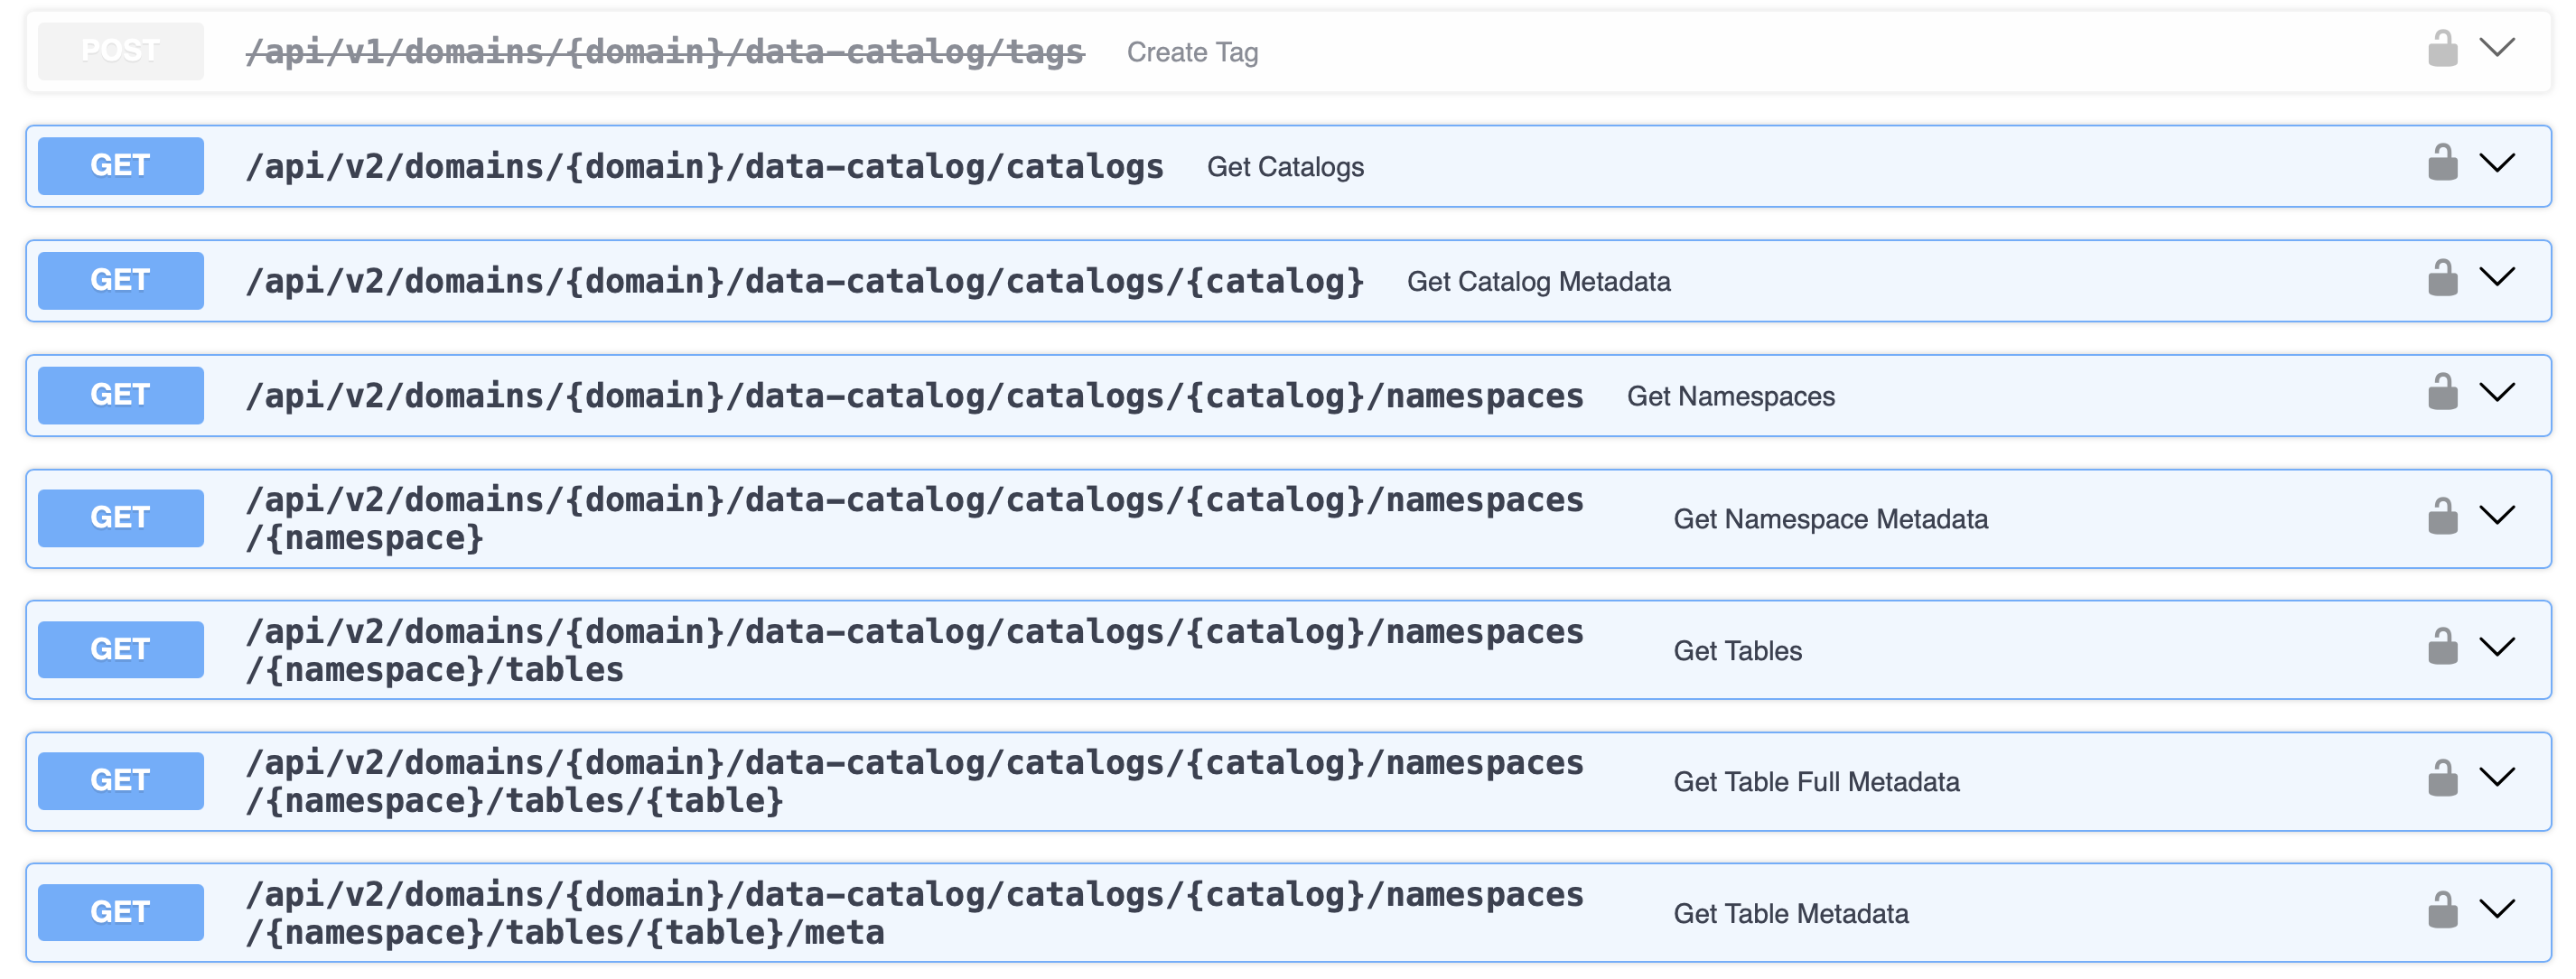 POST /api/v1/domains/{domain}/data-catalog/tags Create Tag
GET /api/v2/domains/{domain}/data-catalog/catalogs Get Catalogs
GET /api/v2/domains/{domain}/data-catalog/catalogs/{catalog} Get Catalog Metadata
GET /api/v2/domains/{domain}/data-catalog/catalogs/{catalog}/namespaces Get Namespaces
GET /api/v2/domains/{domain}/data-catalog/catalogs/{catalog}/namespaces
/{namespace} Get Namespace Metadata
GET /api/v2/domains/{domain}/data-catalog/catalogs/{catalog}/namespaces
/{namespace}/tables Get Tables
GET /api/v2/domains/{domain}/data-catalog/catalogs/{catalog}/namespaces
/{namespace}/tables/{table} Get Table Full Metadata
GET /api/v2/domains/{domain}/data-catalog/catalogs/{catalog}/namespaces
/{namespace}/tables/{table}/meta Get Table Metadata